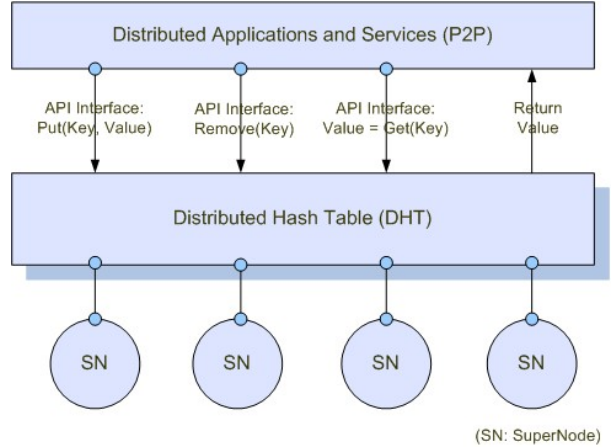 Distributed Applications and Services (P2P)
API Interface:
Put(Key, Value)
API Interface:
Remove(Key)
API Interface:
Value = Get(Key)
Return
Value
Distributed Hash Table (DHT)
SN
SN
SN
SN
(SN: SuperNode)